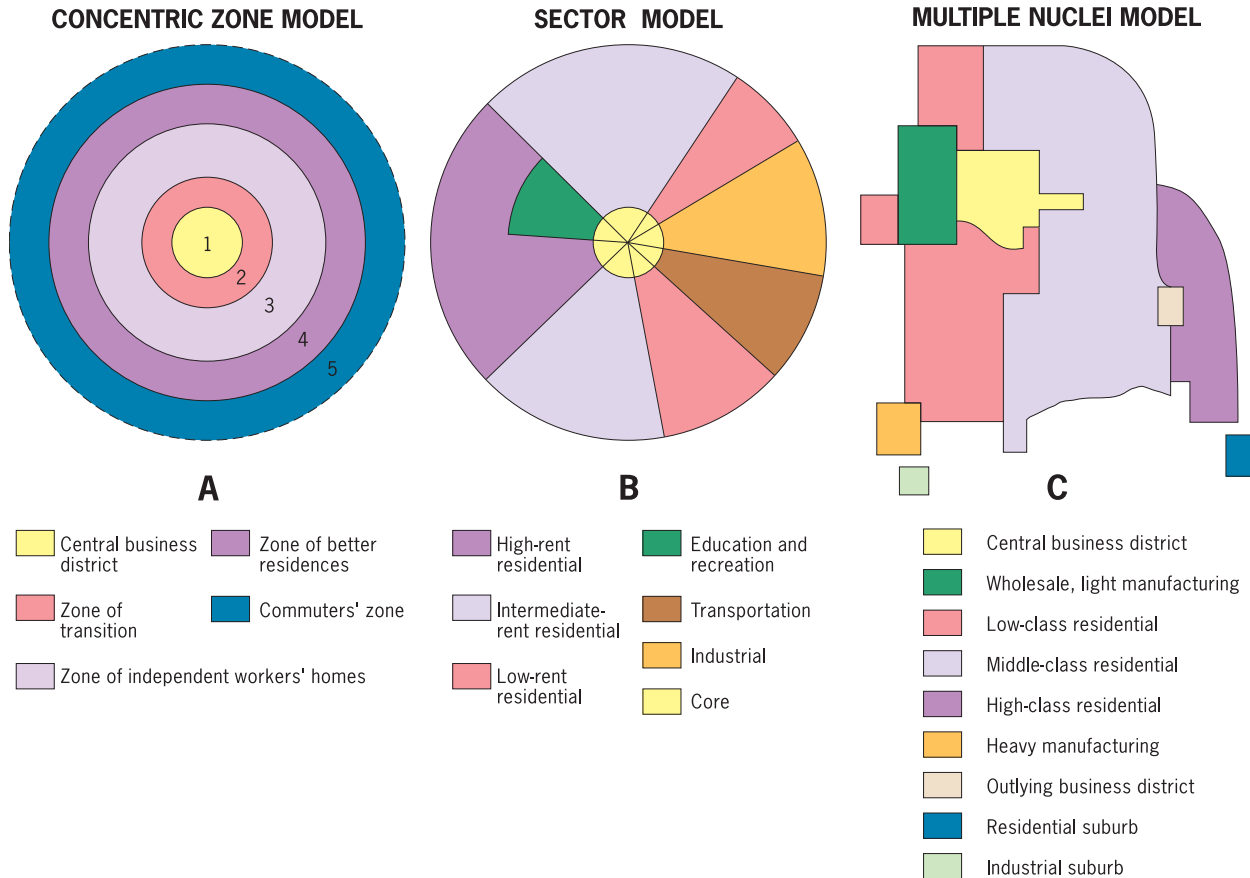 CONCENTRIC ZONE MODEL
1
2
3
4
5
A
Central business
district
Zone of
transition
Zone of independent workers' homes
Zone of better
residences
Commuters' zone
SECTOR MODEL
B
High-rent
residential
Intermediate-
rent residential
Low-rent
residential
Education and
recreation
Transportation
Industrial
Core
MULTIPLE NUCLEI MODEL
C
Central business district
Wholesale, light manufacturing
Low-class residential
Middle-class residential
High-class residential
Heavy manufacturing
Outlying business district
Residential suburb
Industrial suburb